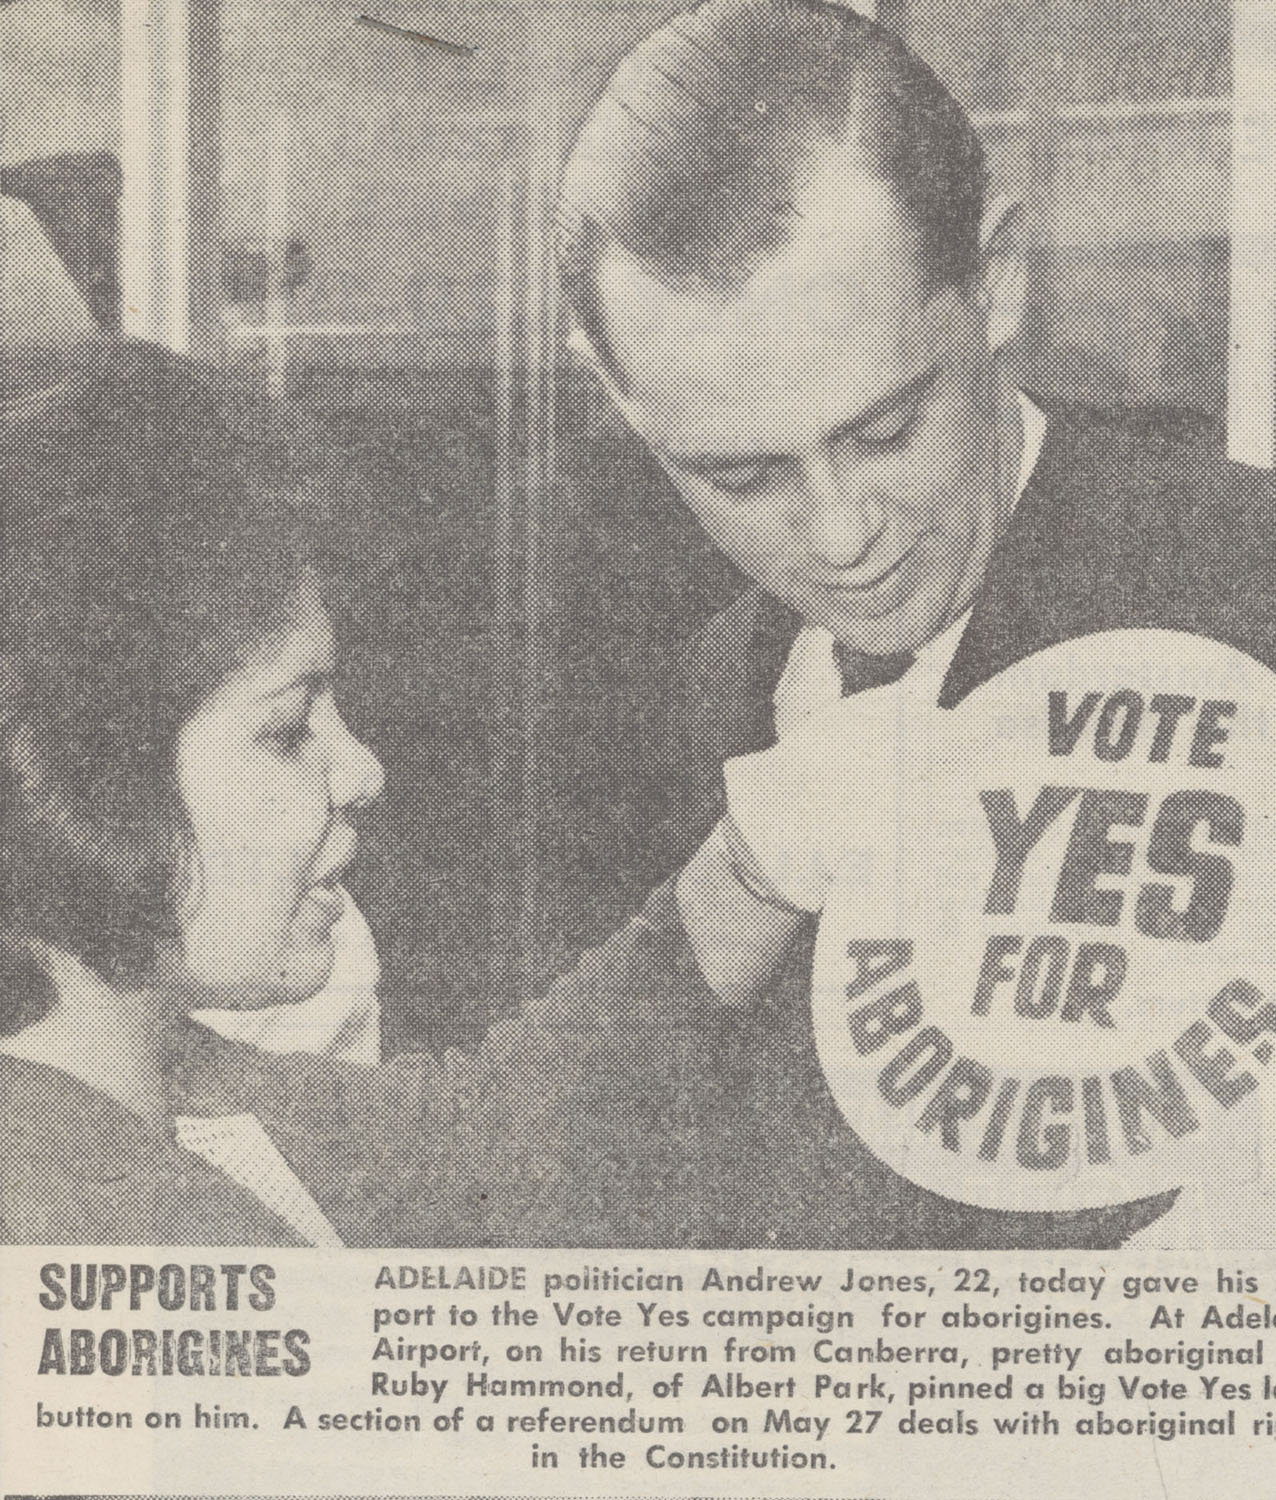 VOTE
YES
FOR
ABORIGINES
SUPPORTS
ABORIGINES
ADELAIDE politician Andrew Jones, 22, today gave his
port to the Vote Yes campaign for aborigines. At Adel
Airport, on his return from Canberra, pretty aboriginal
Ruby Hammond, of Albert Park, pinned a big Vote Yes
button on him. A section of a referendum on May 27 deals with aboriginal
in the Constitution.